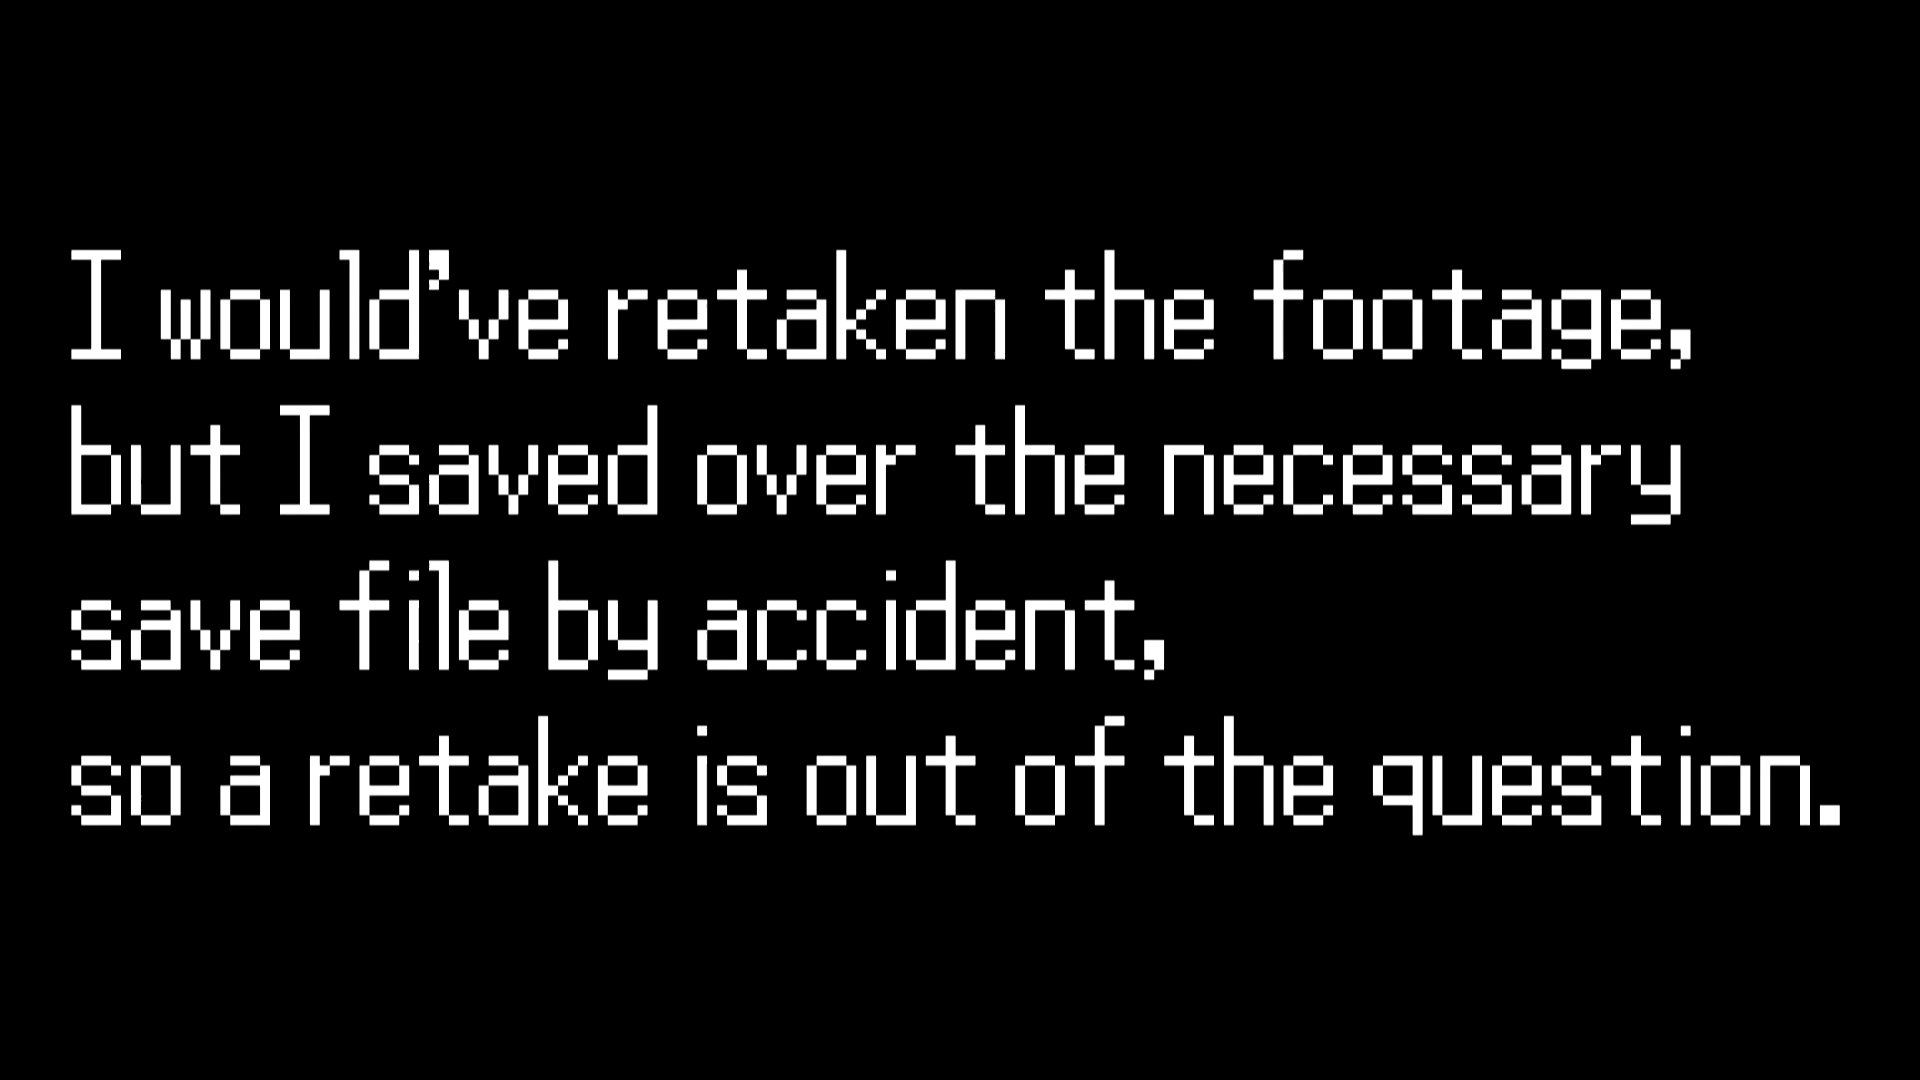 I would've retaken the footage,
but I saved over the necessary
save file by accident,
so a retake is out of the question.